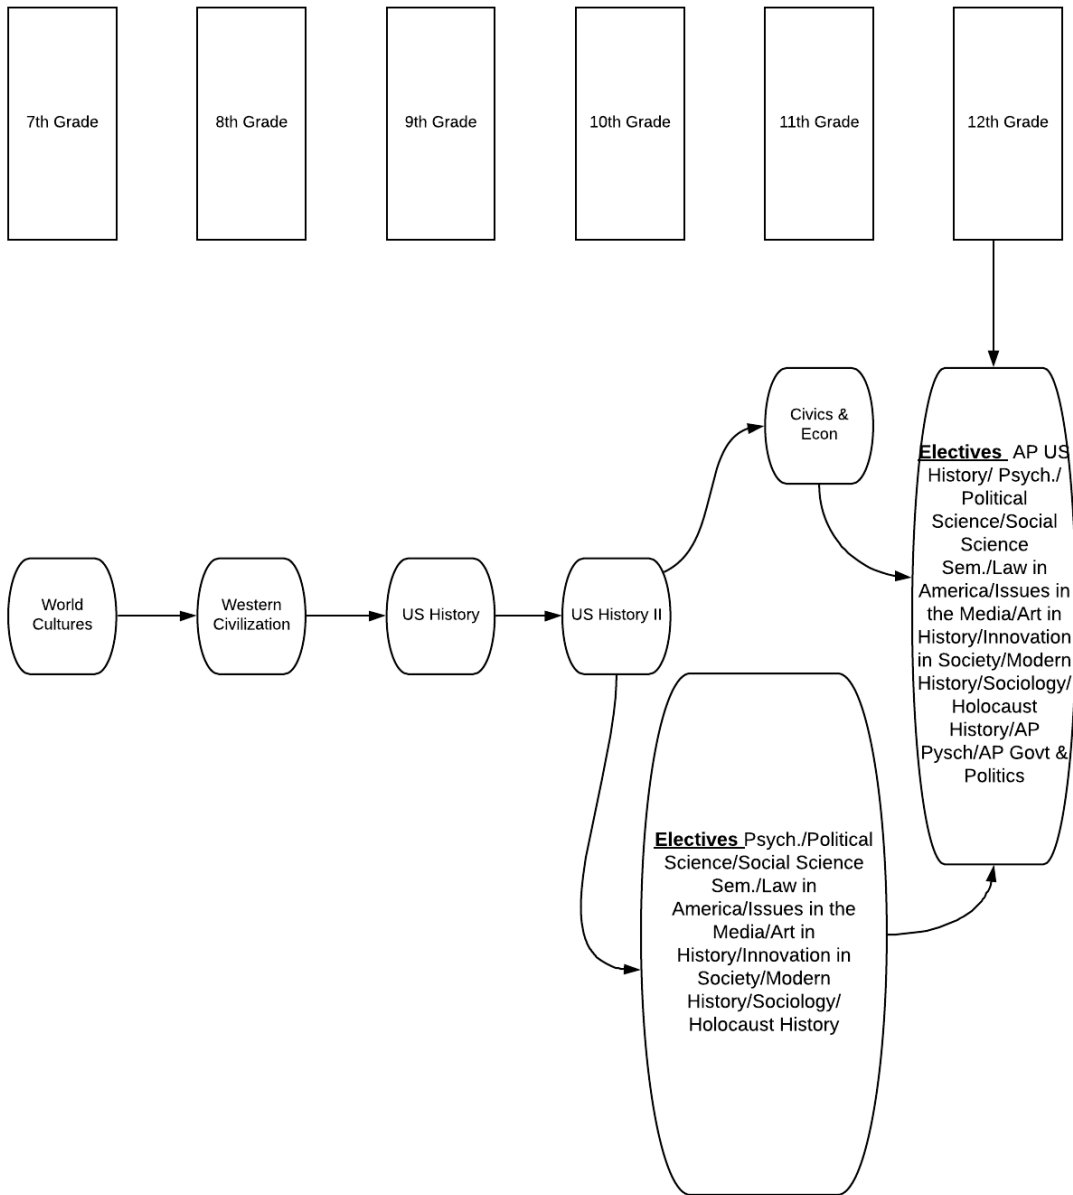 7th Grade
8th Grade
9th Grade
10th Grade
11th Grade
12th Grade
Civics &
Econ
Electives  AP US
History/ Psych./
Political
Science/Social
Science
Sem./Law in
America/Issues in
the Media/Art in
History/Innovation
in Society/Modern
History/Sociology/
Holocaust
History/AP
Pysch/AP Govt &
Politics
World
Cultures
Western
Civilization
US History
US History II
Electives Psych./Political
Science/Social Science
Sem./Law in
America/Issues in the
Media/Art in
History/Innovation in
Society/Modern
History/Sociology/
Holocaust History